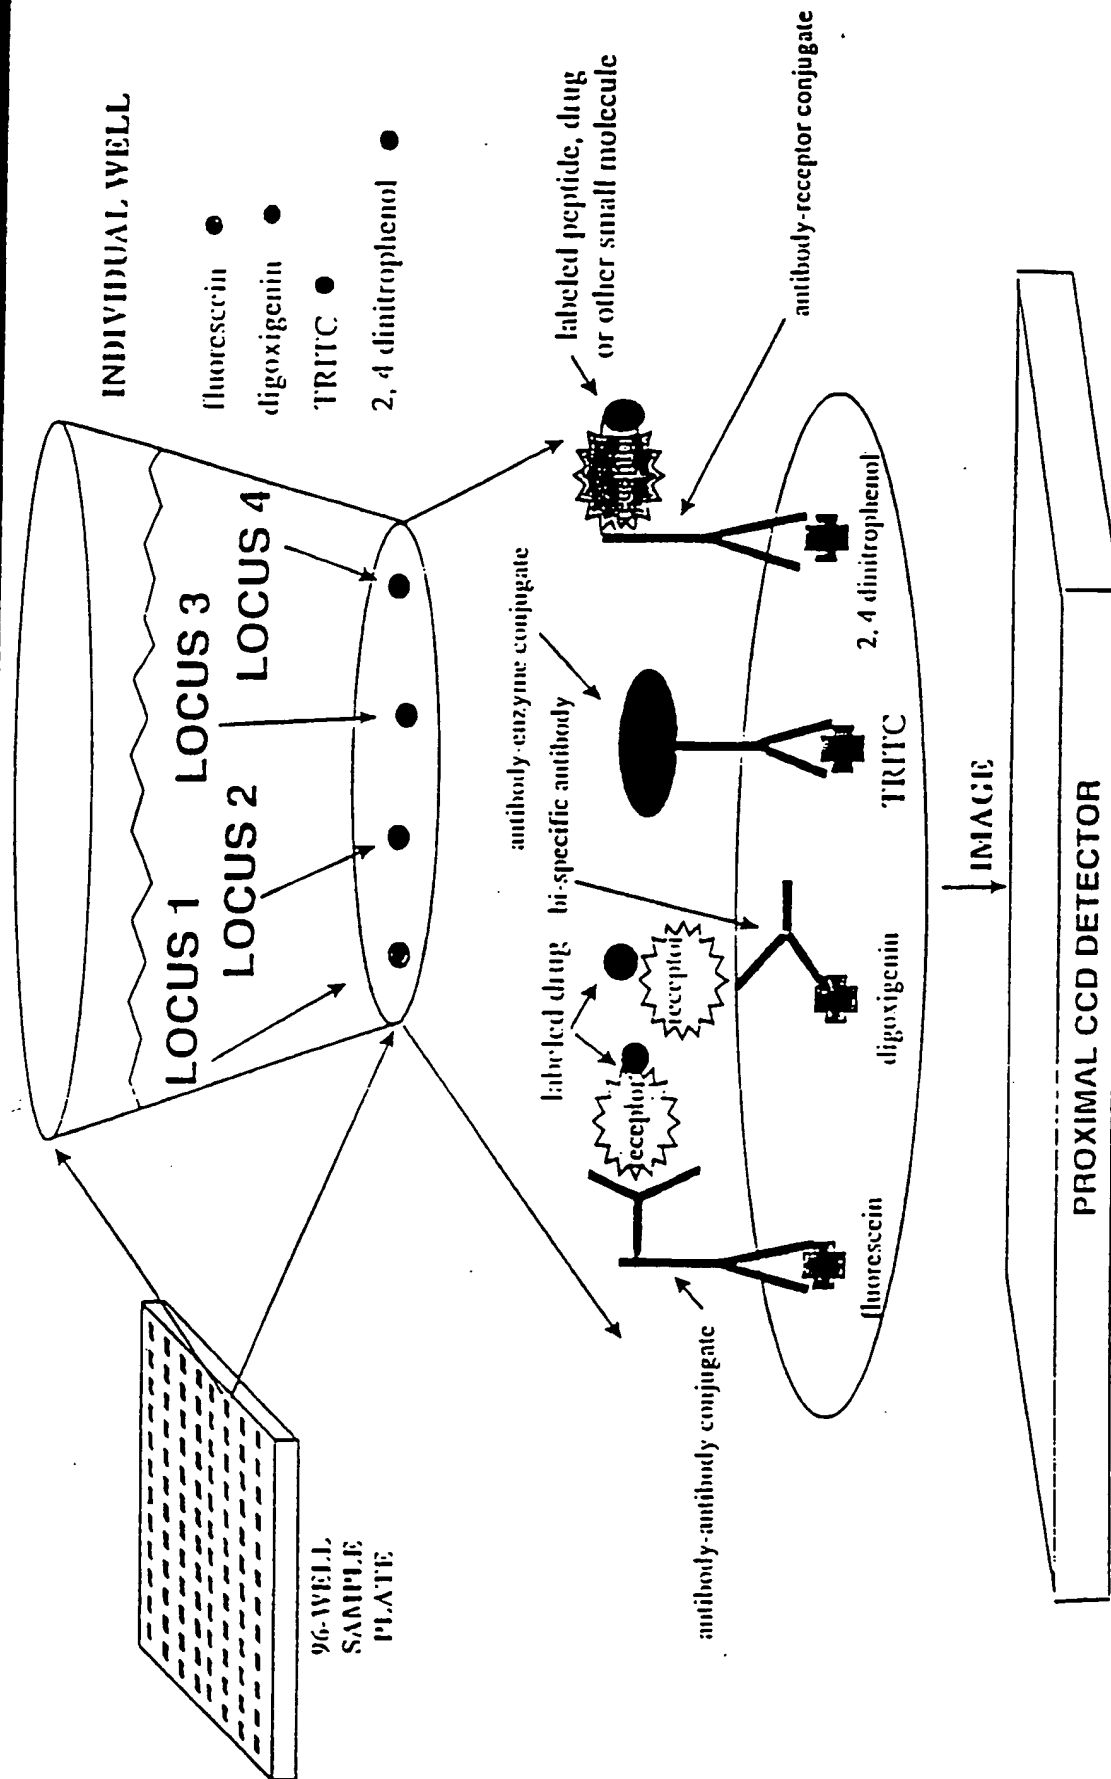 INDIVIDUAL WELL
fluorescein
digoxigenin
TRITC
2, 4 dinitrophenol
LOCUS 1
LOCUS 2
LOCUS 3
LOCUS 4
96-WELL
SAMPLE
PLATE
labeled peptide, drug
or other small molecule
antibody-receptor conjugate
antibody-enzyme conjugate
bi-specific antibody
labeled drug
receptor
receptor
antibody-antibody conjugate
fluorescein
digoxigenin
TRITC
2, 4 dinitrophenol
IMAGE
PROXIMAL CCD DETECTOR